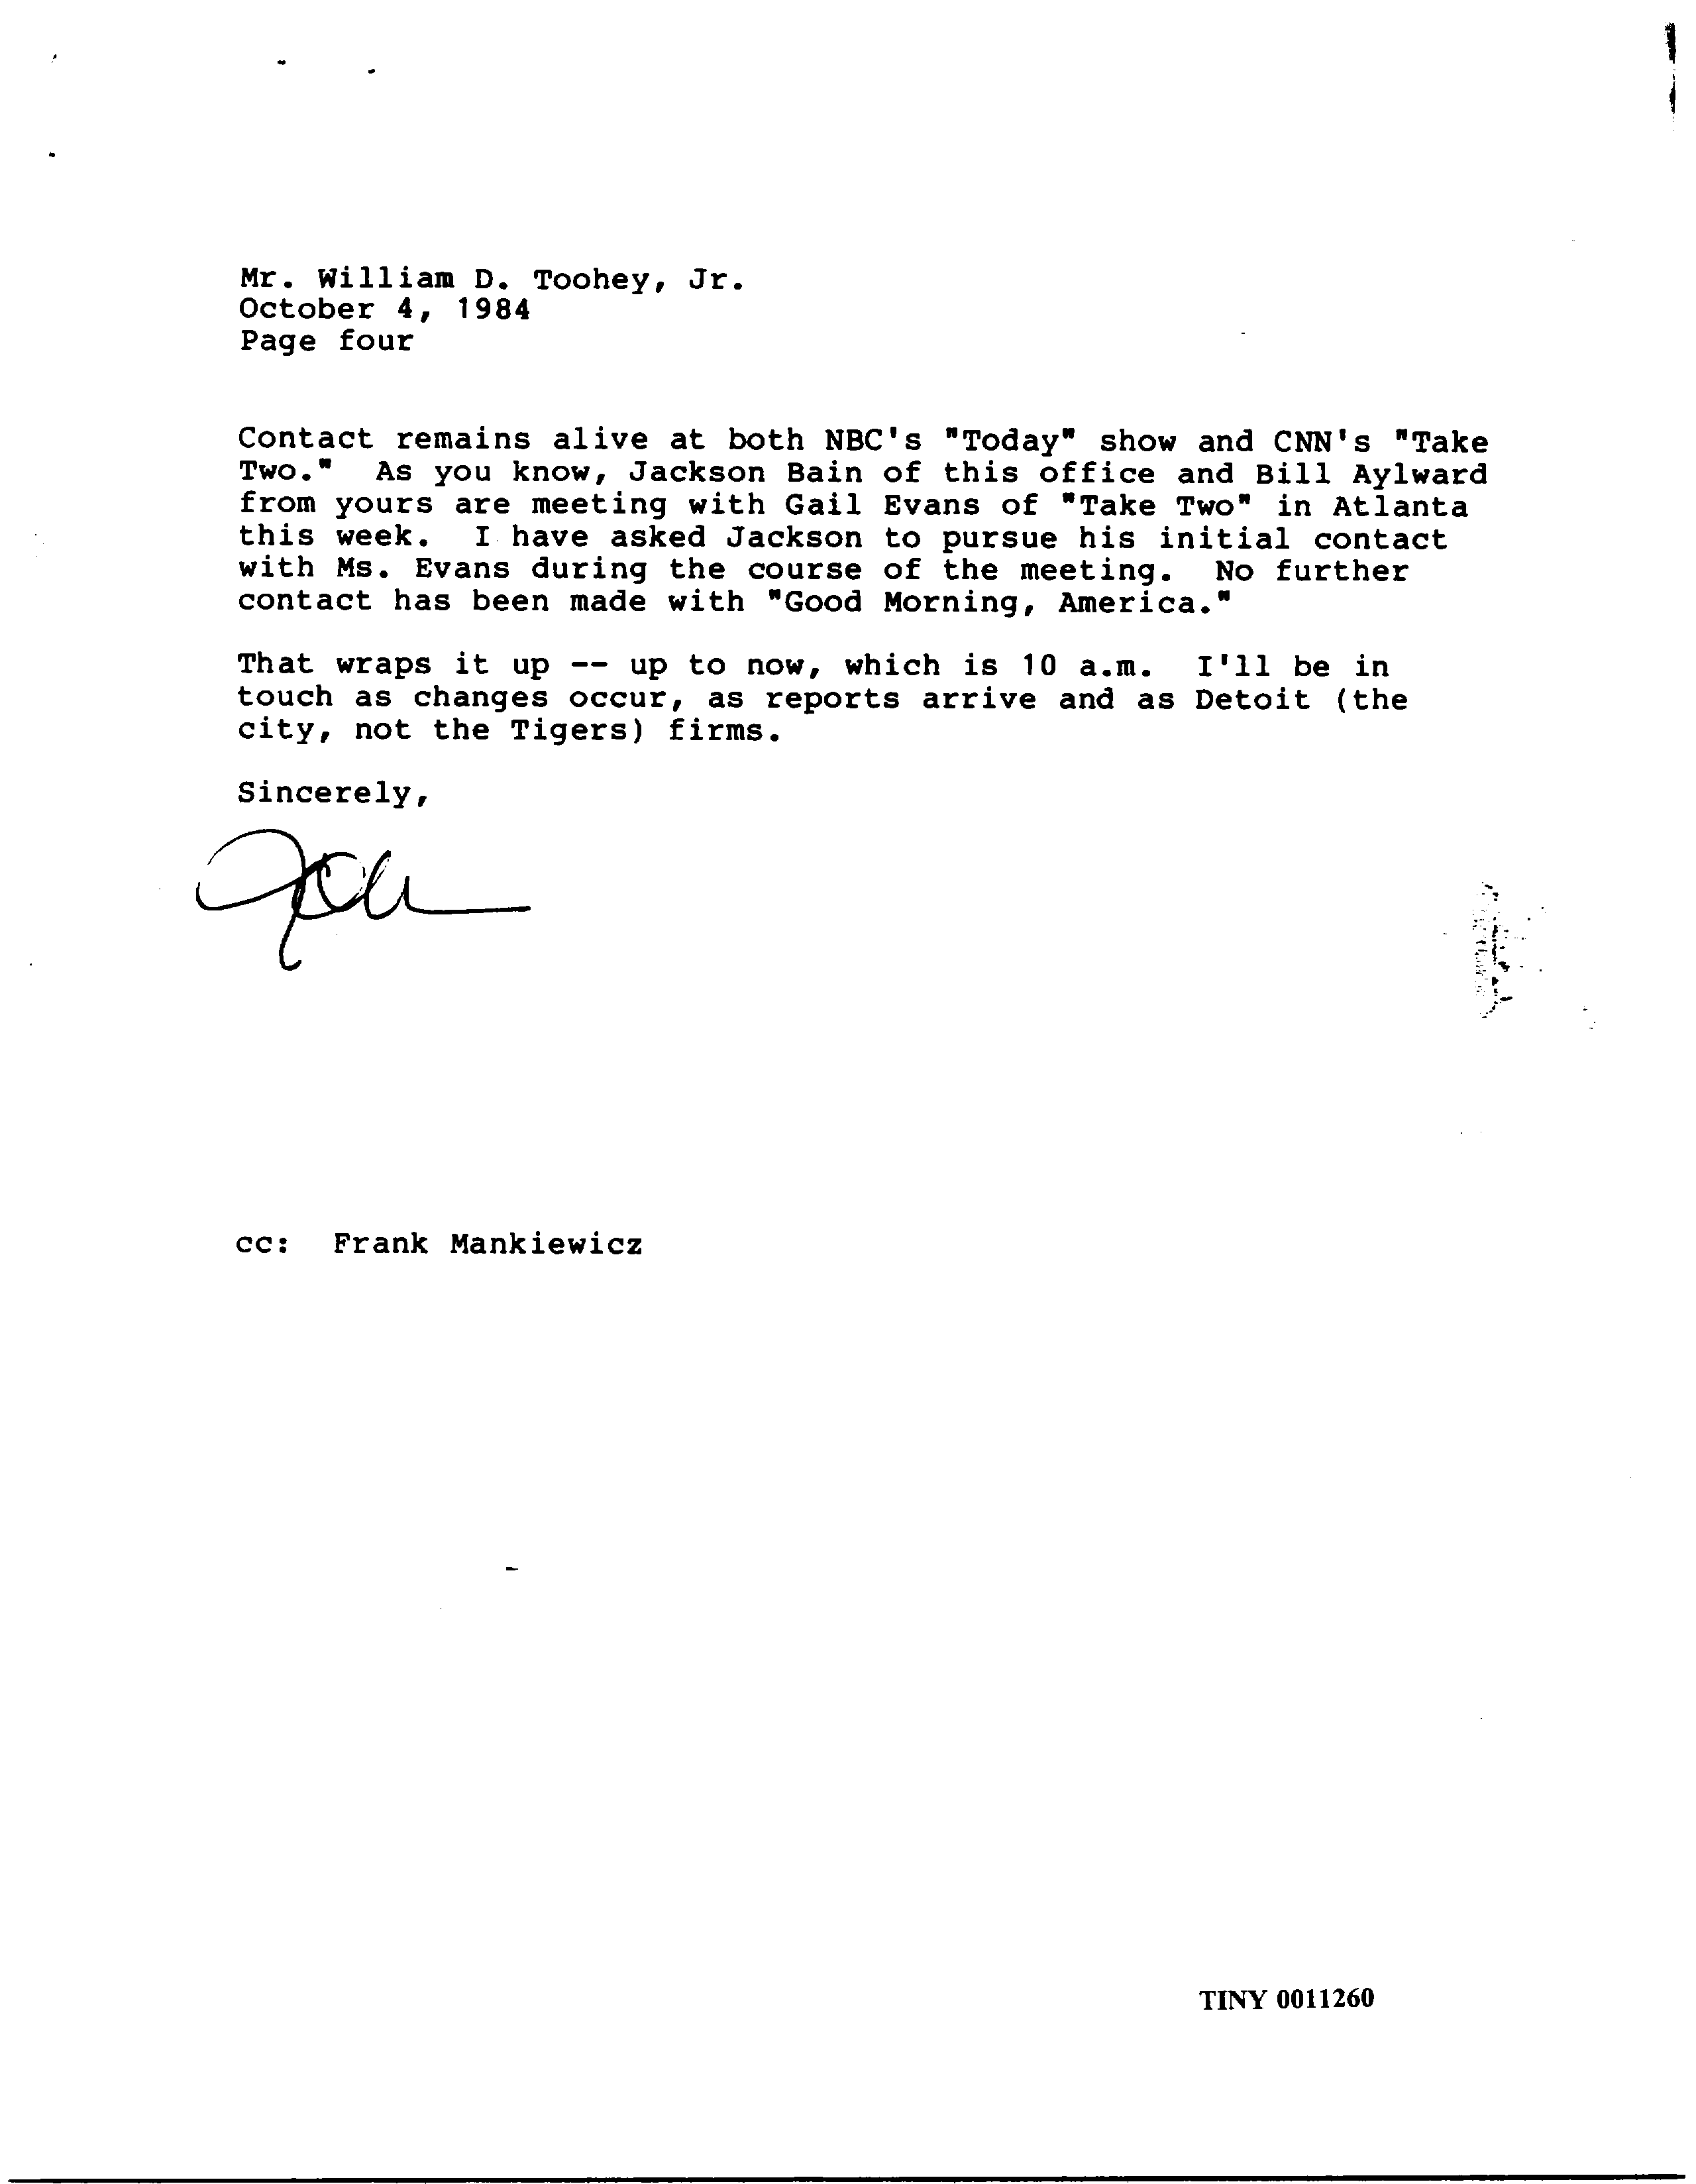 Mr. William D. Toohey, Jr.
October 4, 1984
Page four
Contact remains alive at both NBC's "Today" show and CNN's "Take
Two." As you know, Jackson Bain of this office and Bill Aylward
from yours are meeting with Gail Evans of "Take Two" in Atlanta
this week. I have asked Jackson to pursue his initial contact
with Ms. Evans during the course of the meeting. No further
contact has been made with "Good Morning, America."
That wraps it up -- up to now, which is 10 a.m. I'll be in
touch as changes occur, as reports arrive and as Detoit (the
city, not the Tigers) firms.
Sincerely,
cc: Frank Mankiewicz
TINY 0011260